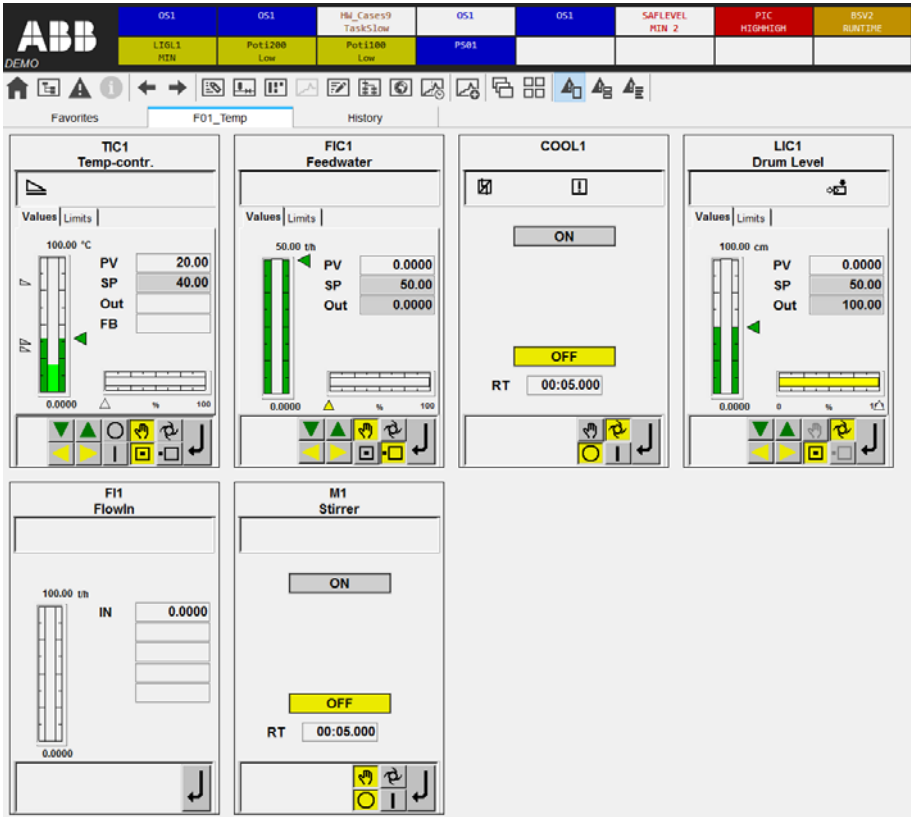 ABB
DEMO
OS1
OS1
HW_Cases9
TaskSlow
OS1
OS1
SAFLEVEL
MIN 2
PIC
HIGHHIGH
BSV2
RUNTIME
LIGL1
MIN
Poti200
Low
Poti100
Low
PS01
Favorites
F01_Temp
History
TIC1
Temp-contr.
Values
Limits
100.00 °C
PV
20.00
SP
40.00
Out
FB
0.0000
%
100
FIC1
Feedwater
Values
Limits
50.00 t/h
PV
0.0000
SP
50.00
Out
0.0000
0.0000
%
100
COOL1
ON
OFF
RT
00:05.000
LIC1
Drum Level
Values
Limits
100.00 cm
PV
0.0000
SP
50.00
Out
100.00
0.0000
0
%
FI1
FlowIn
100.00 t/h
IN
0.0000
0.0000
M1
Stirrer
ON
OFF
RT
00:05.000